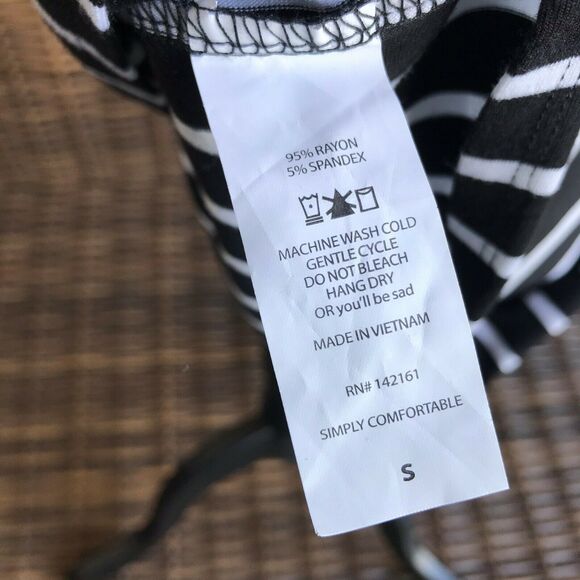 95% RAYON
5% SPANDEX
MACHINE WASH COLD
GENTLE CYCLE
DO NOT BLEACH
HANG DRY
OR you'll be sad
MADE IN VIETNAM
RN# 142161
SIMPLY COMFORTABLE
S